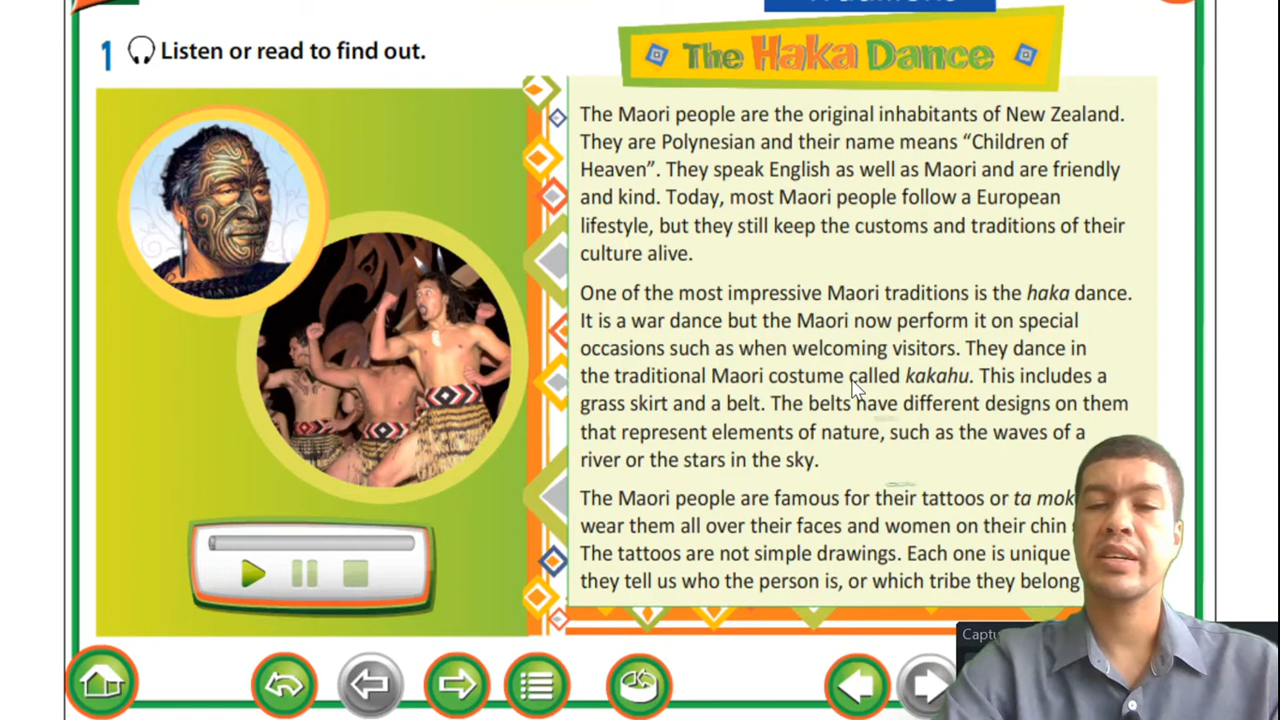 1 Listen or read to find out.
The Haka Dance
The Maori people are the original inhabitants of New Zealand.
They are Polynesian and their name means “Children of
Heaven”. They speak English as well as Maori and are friendly
and kind. Today, most Maori people follow a European
lifestyle, but they still keep the customs and traditions of their
culture alive.
One of the most impressive Maori traditions is the haka dance.
It is a war dance but the Maori now perform it on special
occasions such as when welcoming visitors. They dance in
the traditional Maori costume called kakahu. This includes a
grass skirt and a belt. The belts have different designs on them
that represent elements of nature, such as the waves of a
river or the stars in the sky.
The Maori people are famous for their tattoos or ta mok
wear them all over their faces and women on their chin
The tattoos are not simple drawings. Each one is unique
they tell us who the person is, or which tribe they belong
Captu